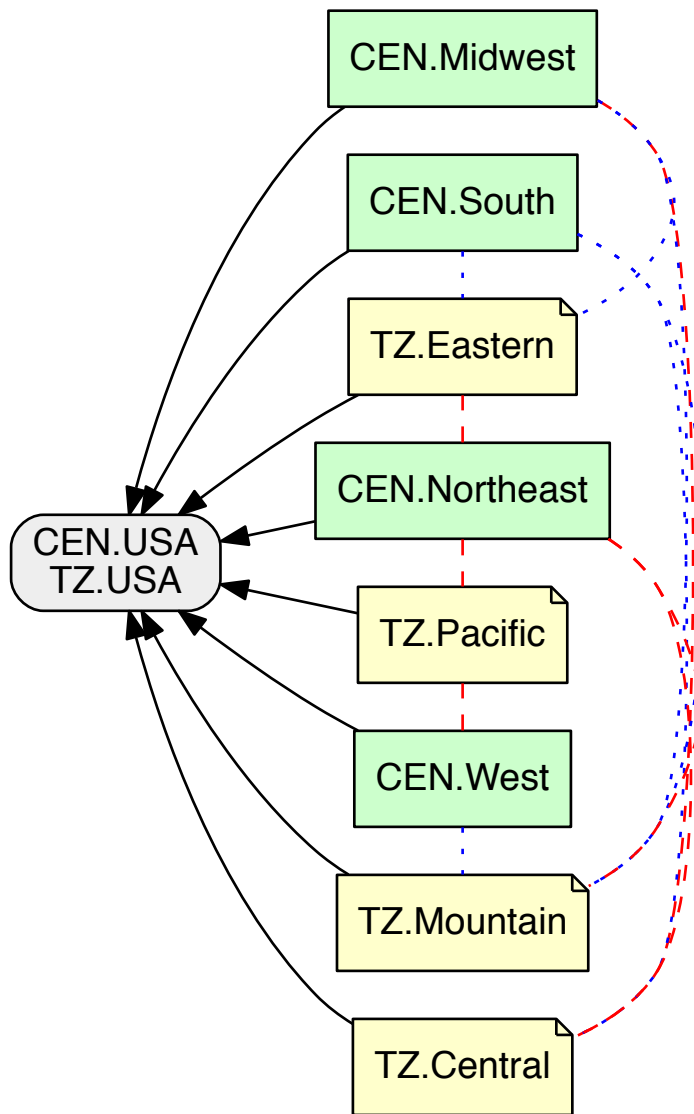 CEN.Midwest
CEN.South
TZ.Eastern
CEN.Northeast
CEN.USA
TZ.USA
TZ.Pacific
CEN.West
TZ.Mountain
TZ.Central